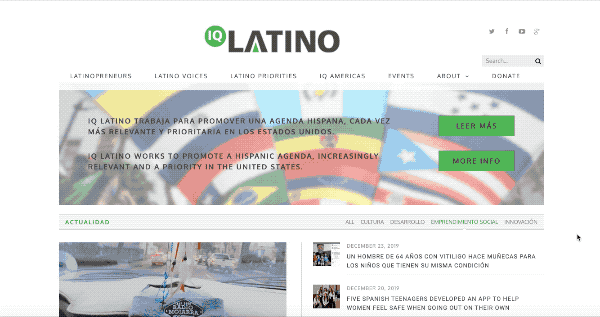 IQ LATINO
Search...
LATINOPRENEURS LATINO VOICES LATINO PRIORITIES IQ AMERICAS EVENTS ABOUT DONATE
IQ LATINO TRABAJA PARA PROMOVER UNA AGENDA HISPANA, CADA VEZ
MÁS RELEVANTE Y PRIORITARIA EN LOS ESTADOS UNIDOS.
LEER MÁS
IQ LATINO WORKS TO PROMOTE A HISPANIC AGENDA, INCREASINGLY
RELEVANT AND A PRIORITY IN THE UNITED STATES.
MORE INFO
ACTUALIDAD
ALL CULTURA DESARROLLO EMPRENDIMIENTO SOCIAL INNOVACIÓN
DECEMBER 23, 2019
UN HOMBRE DE 64 AÑOS CON VITILIGO HACE MUÑECAS PARA
LOS NIÑOS QUE TIENEN SU MISMA CONDICIÓN
DECEMBER 20, 2019
FIVE SPANISH TEENAGERS DEVELOPED AN APP TO HELP
WOMEN FEEL SAFE WHEN GOING OUT ON THEIR OWN
RADIO